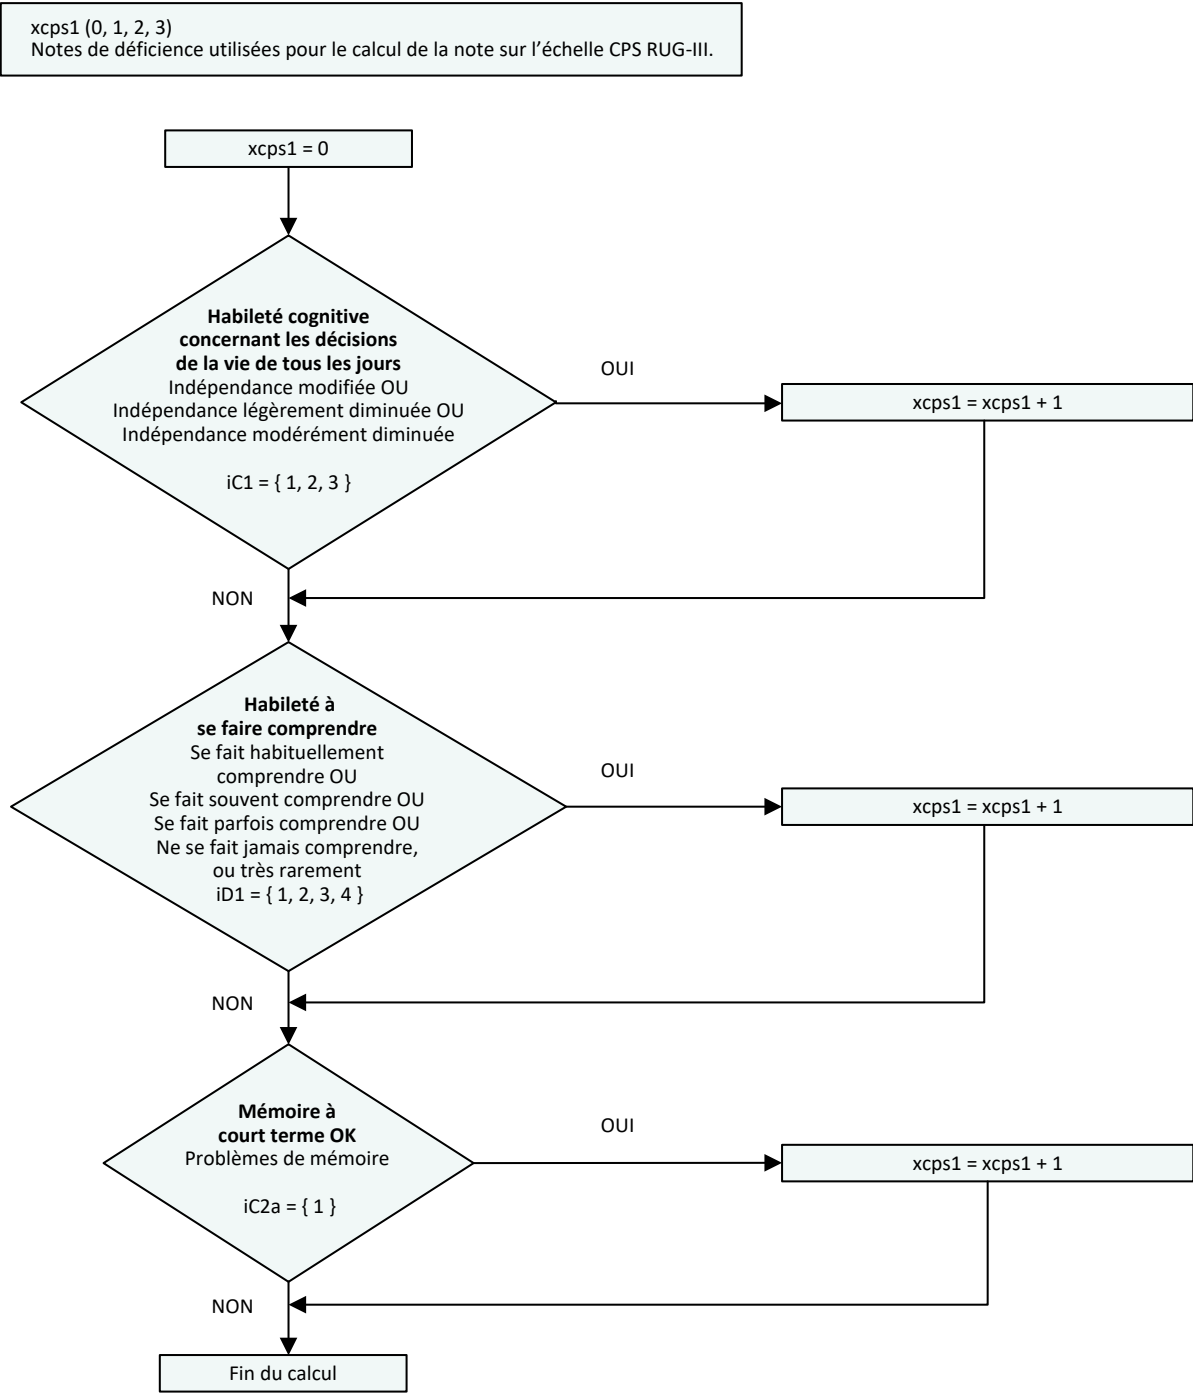 xcps1 (0, 1, 2, 3)
Notes de déficience utilisées pour le calcul de la note sur l’échelle CPS RUG-III.
xcps1 = 0
Habileté cognitive
concernant les décisions
de la vie de tous les jours
Indépendance modifiée OU
Indépendance légèrement diminuée OU
Indépendance modérément diminuée
iC1 = { 1, 2, 3 }
OUI
xcps1 = xcps1 + 1
NON
Habileté à
se faire comprendre
Se fait habituellement
comprendre OU
Se fait souvent comprendre OU
Se fait parfois comprendre OU
Ne se fait jamais comprendre,
ou très rarement
iD1 = { 1, 2, 3, 4 }
OUI
xcps1 = xcps1 + 1
NON
Mémoire à
court terme OK
Problèmes de mémoire
iC2a = { 1 }
OUI
xcps1 = xcps1 + 1
NON
Fin du calcul